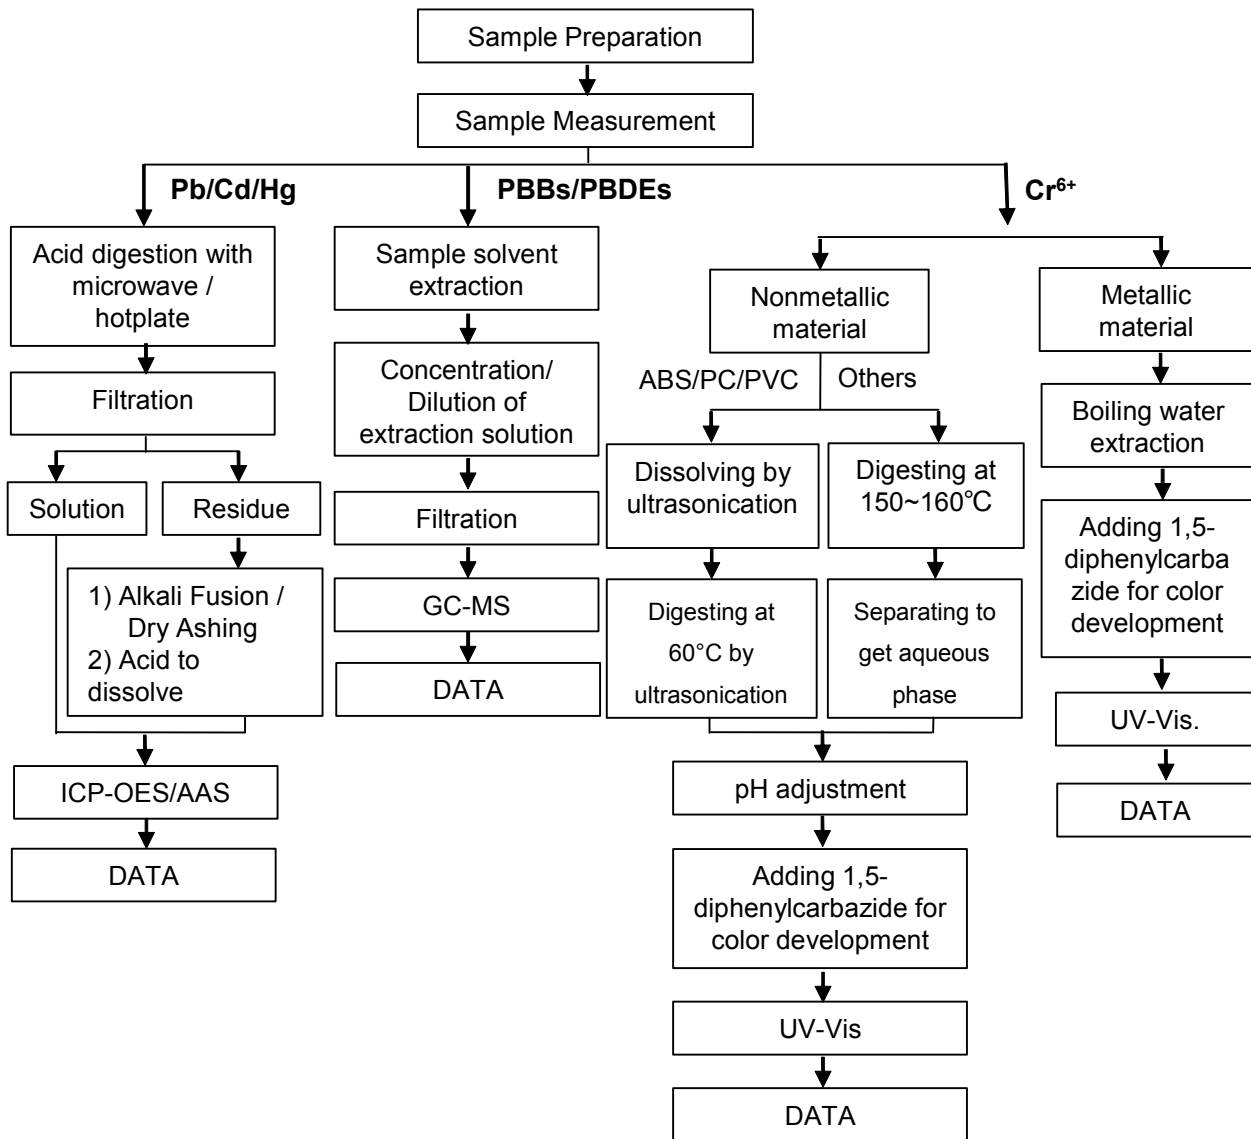 Sample Preparation
Sample Measurement
Pb/Cd/Hg
PBBs/PBDEs
Cr⁶⁺
Acid digestion with
microwave /
hotplate
Filtration
Solution
Residue
1) Alkali Fusion /
Dry Ashing
2) Acid to
dissolve
ICP-OES/AAS
DATA
Sample solvent
extraction
Concentration/
Dilution of
extraction solution
Filtration
GC-MS
DATA
Nonmetallic
material
ABS/PC/PVC
Others
Dissolving by
ultrasonication
Digesting at
60°C by
ultrasonication
Digesting at
150~160℃
Separating to
get aqueous
phase
pH adjustment
Adding 1,5-
diphenylcarbazide for
color development
UV-Vis
DATA
Metallic
material
Boiling water
extraction
Adding 1,5-
diphenylcarba
zide for color
development
UV-Vis.
DATA